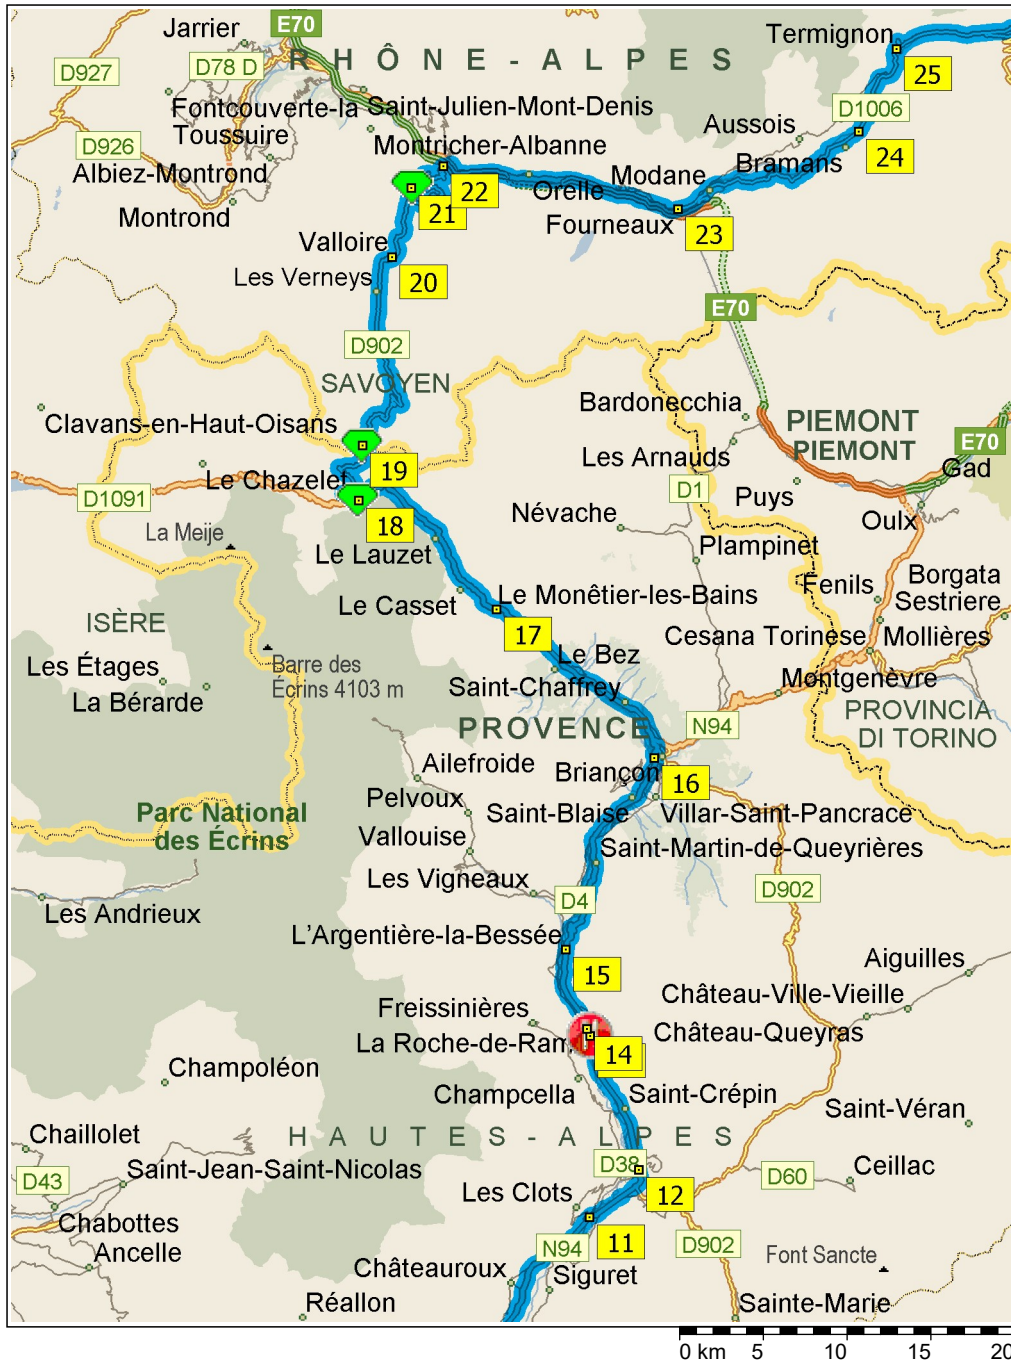 E70
Jarrier
Termignon
RHÔNE-ALPES
D927
D78 D
25
Fontcouverte-la
Toussuire
Saint-Julien-Mont-Denis
D1006
Aussois
D926
Montricher-Albanne
Bramans
24
Albiez-Montrond
Modane
22
Orelle
21
Montrond
Fourneaux
23
Valloire
Les Verneys
20
E70
D902
SAVOYEN
Bardonecchia
Clavans-en-Haut-Oisans
PIEMONT
PIEMONT
E70
Les Arnauds
Gad
19
Le Chazelet
D1091
D1
Puys
Névache
Oulx
18
La Meije
Le Lauzet
Plampinet
Fenils
Borgata
Sestriere
Le Casset
Le Monêtier-les-Bains
ISÈRE
17
Cesana Torinese
Mollières
Le Bez
Les Étages
Barre des
Écrins 4103 m
Montgenèvre
La Bérarde
Saint-Chaffrey
PROVENCE
N94
PROVINCIA
DI TORINO
Ailefroide
Briançon
16
Pelvoux
Parc National
des Écrins
Saint-Blaise
Villar-Saint-Pancrace
Vallouise
Saint-Martin-de-Queyrières
Les Vigneaux
D902
D4
Les Andrieux
L'Argentière-la-Bessée
Aiguilles
15
Château-Ville-Vieille
Freissinières
Château-Queyras
La Roche-de-Ram
14
Champoléon
Champcella
Saint-Crépin
Saint-Véran
Chaillolet
HAUTES-ALPES
D38
Ceillac
Saint-Jean-Saint-Nicolas
D60
D43
Les Clots
12
Chabottes
11
Ancelle
N94
D902
Font Sancte
Châteauroux
Siguret
Réallon
Sainte-Marie
0 km 5 10 15 20